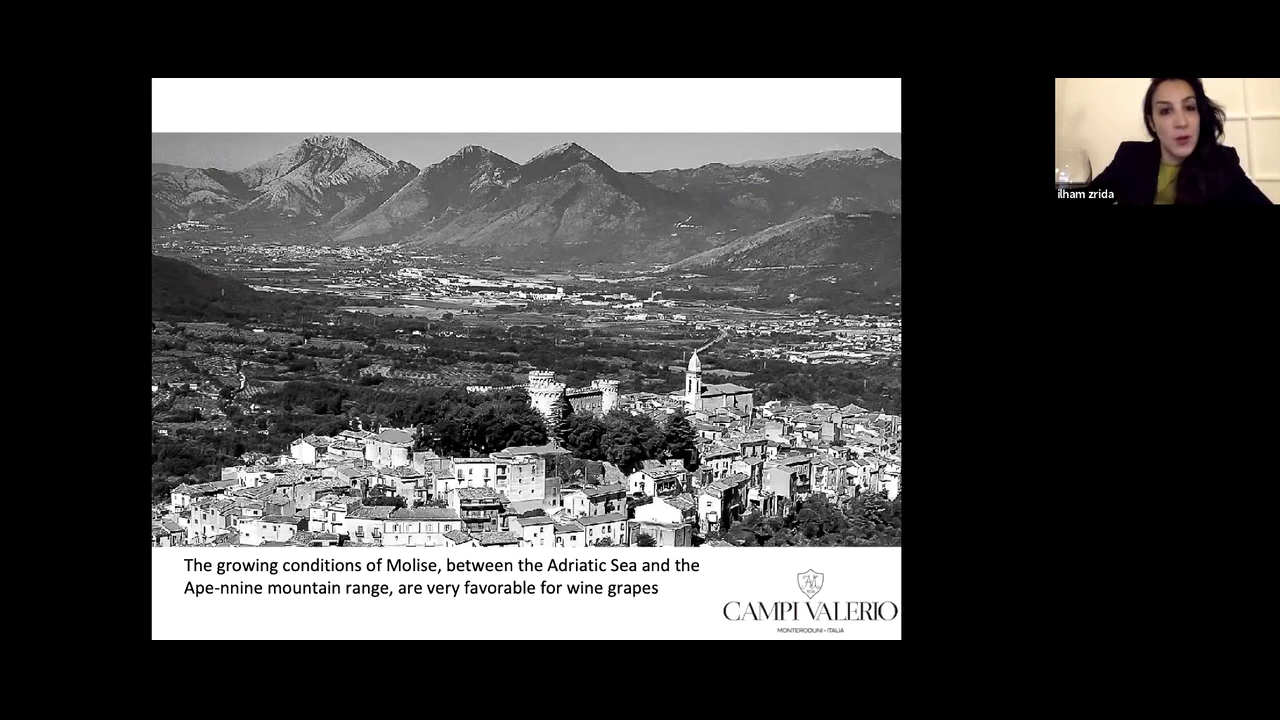 ilham zrida
The growing conditions of Molise, between the Adriatic Sea and the
Ape-nnine mountain range, are very favorable for wine grapes
CAMPI VALERIO
MONTERODUNI - ITALIA